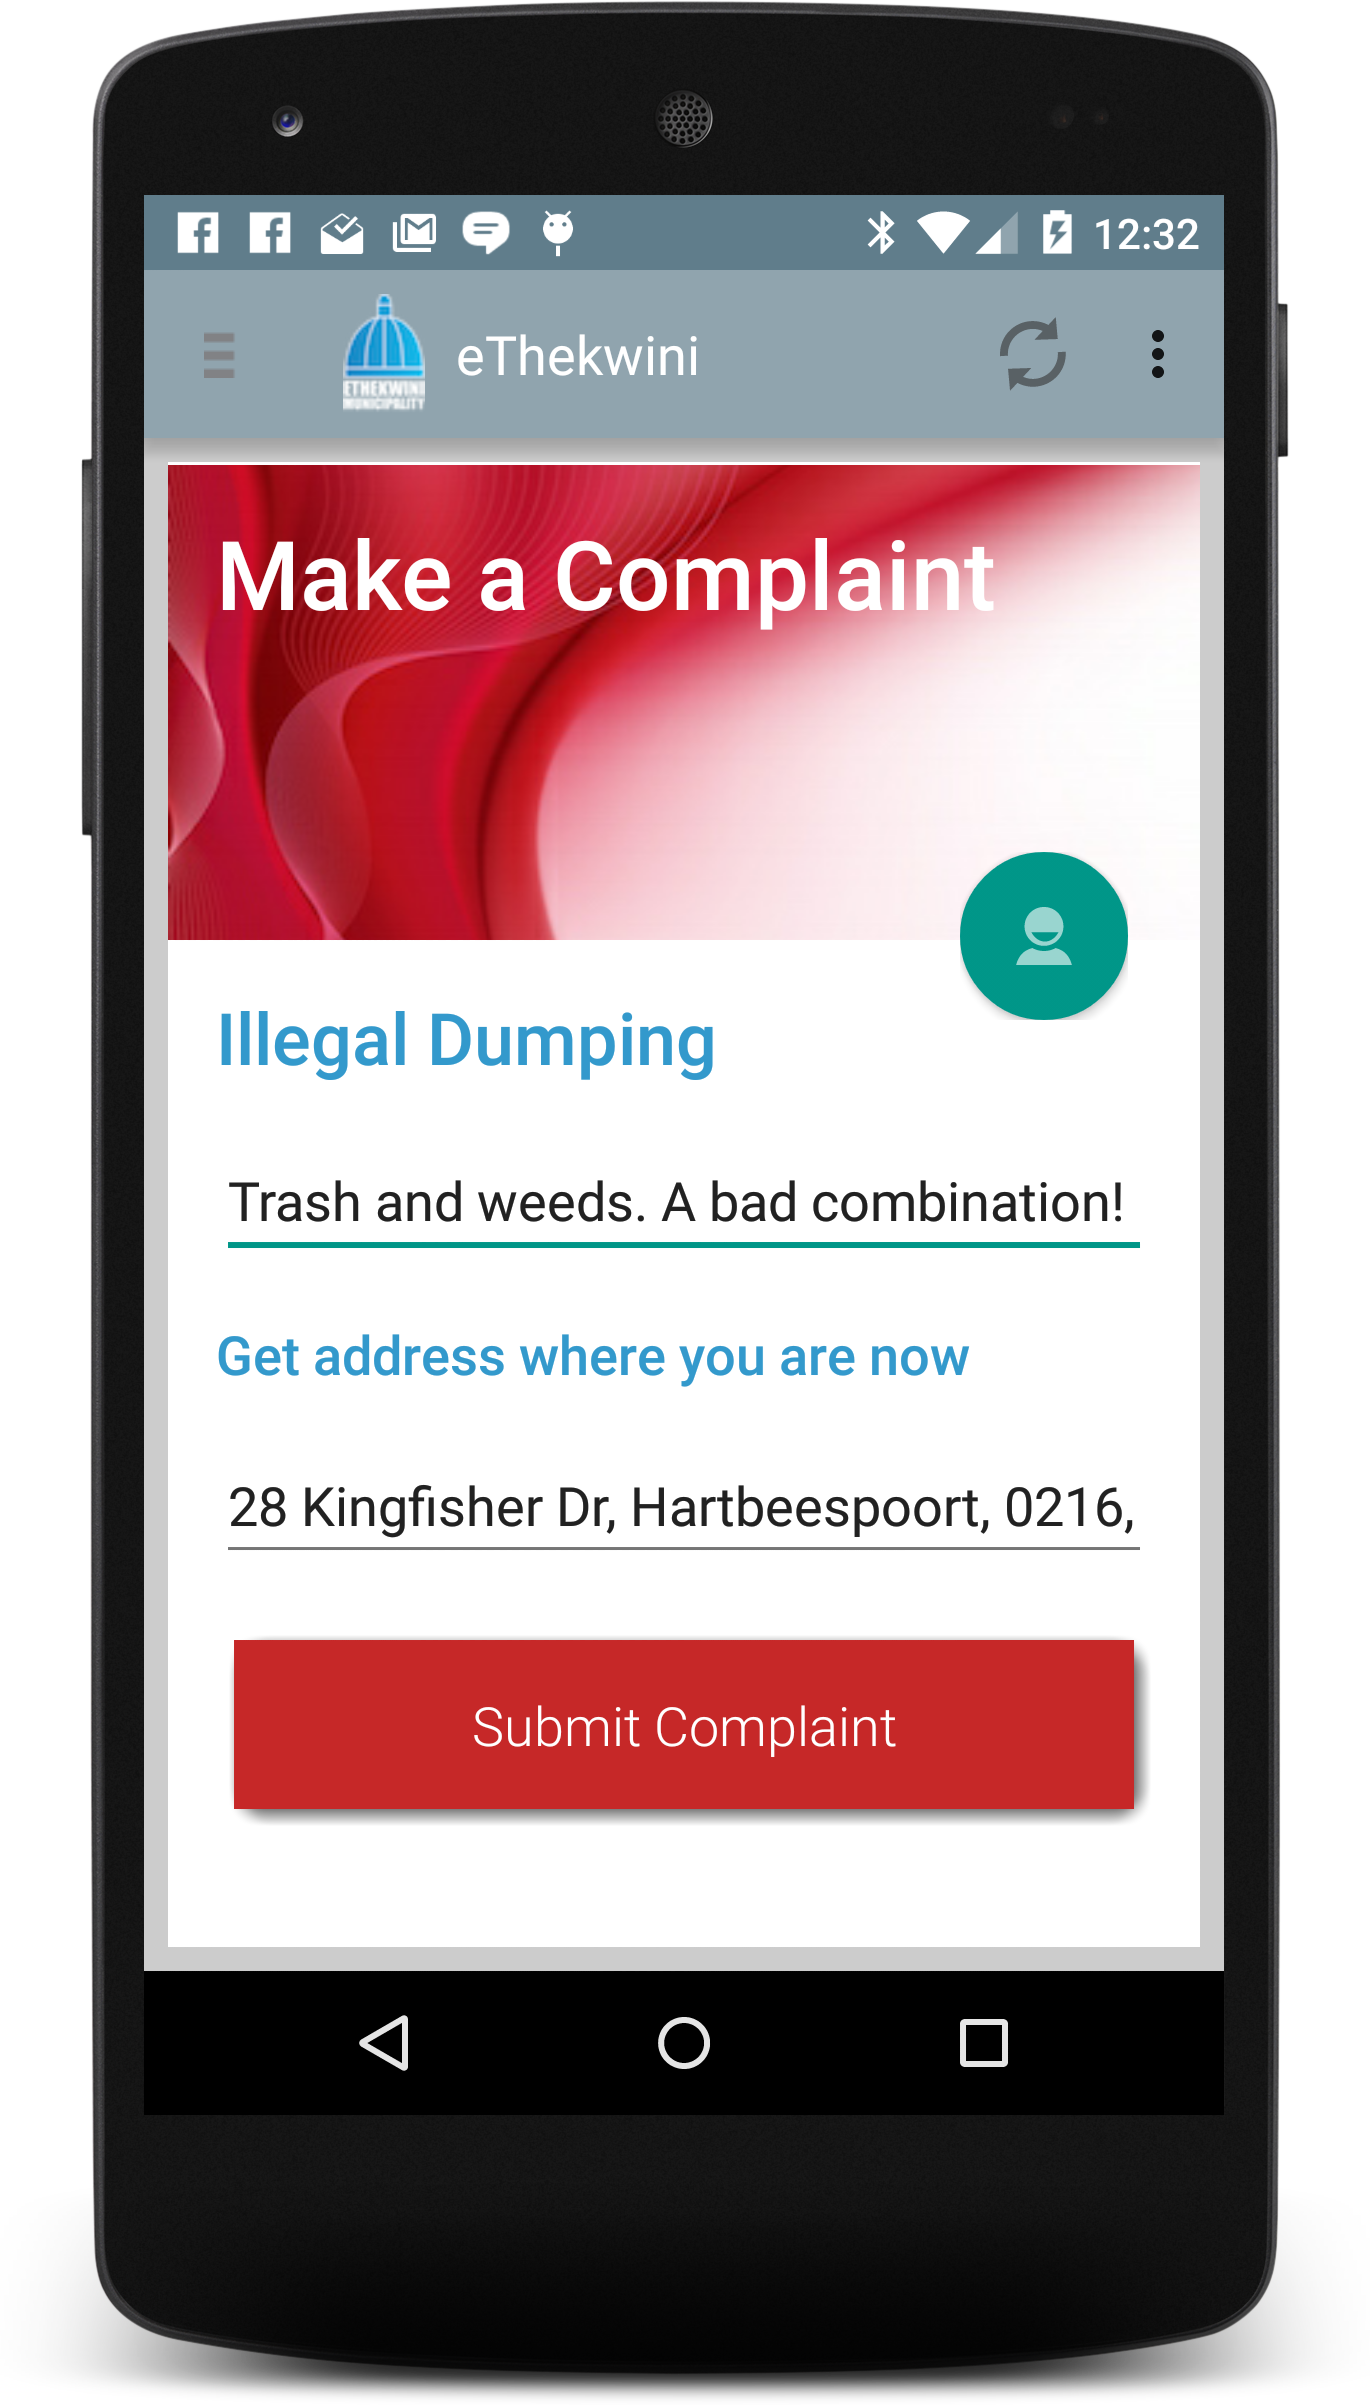 12:32
ETHEKWINI
MUNICIPALITY
eThekwini
Make a Complaint
Illegal Dumping
Trash and weeds. A bad combination!
Get address where you are now
28 Kingfisher Dr, Hartbeespoort, 0216,
Submit Complaint